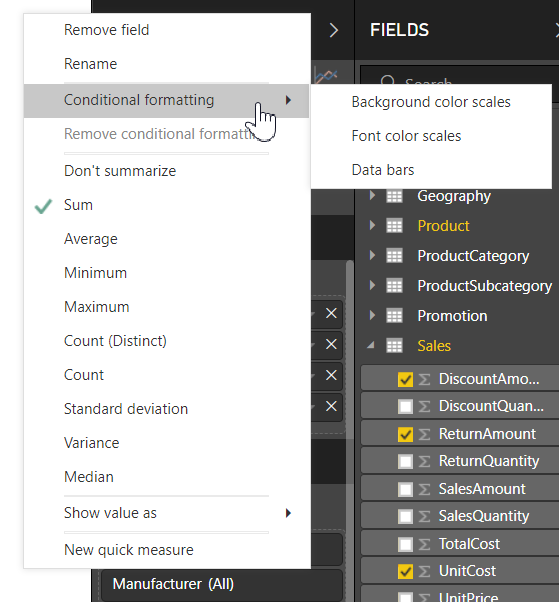 Remove field
Rename
Conditional formatting
Remove conditional formatti
Don't summarize
Sum
Average
Minimum
Maximum
Count (Distinct)
Count
Standard deviation
Variance
Median
Show value as
New quick measure
Background color scales
Font color scales
Data bars
Manufacturer (All)
FIELDS
Search
Geography
Product
ProductCategory
ProductSubcategory
Promotion
Sales
DiscountAmo...
DiscountQuan...
ReturnAmount
ReturnQuantity
SalesAmount
SalesQuantity
TotalCost
UnitCost
UnitPrice